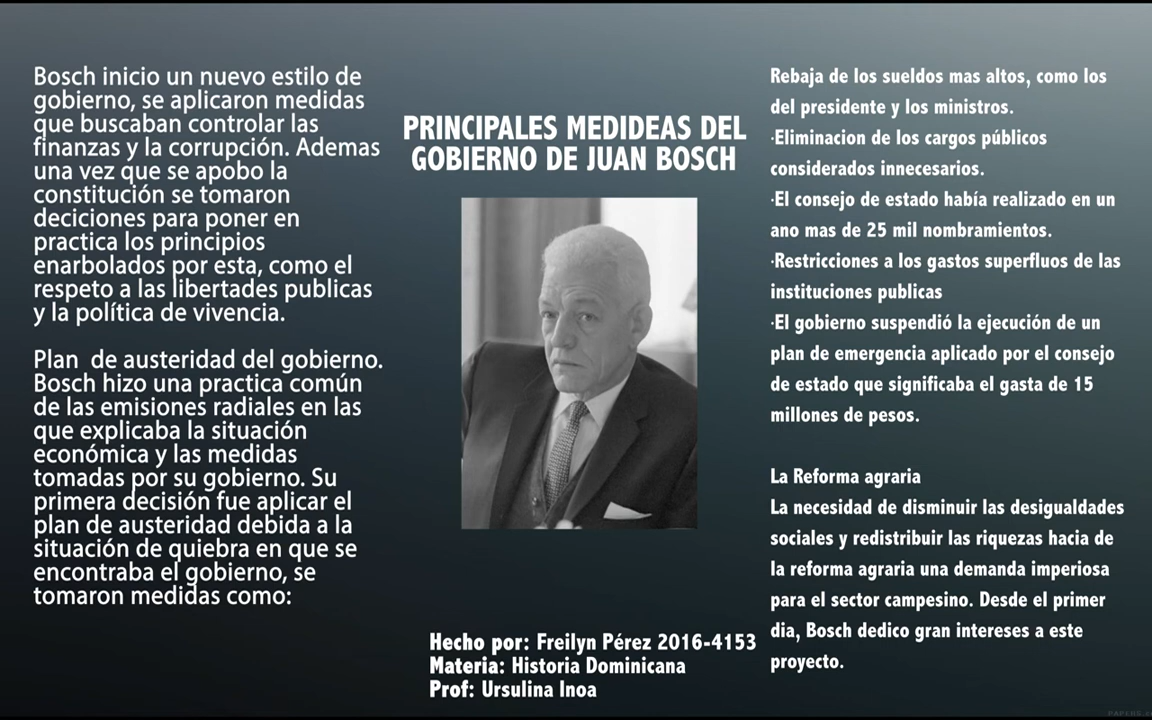 Bosch inicio un nuevo estilo de
gobierno, se aplicaron medidas
que buscaban controlar las
finanzas y la corrupción. Ademas
una vez que se apobo la
constitución se tomaron
deciciones para poner en
practica los principios
enarbolados por esta, como el
respeto a las libertades publicas
y la política de vivencia.
Plan  de austeridad del gobierno.
Bosch hizo una practica común
de las emisiones radiales en las
que explicaba la situación
económica y las medidas
tomadas por su gobierno. Su
primera decisión fue aplicar el
plan de austeridad debida a la
situación de quiebra en que se
encontraba el gobierno, se
tomaron medidas como:
PRINCIPALES MEDIDEAS DEL
GOBIERNO DE JUAN BOSCH
Hecho por: Freilyn Pérez 2016-4153
Materia: Historia Dominicana
Prof: Ursulina Inoa
Rebaja de los sueldos mas altos, como los
del presidente y los ministros.
·Eliminacion de los cargos públicos
considerados innecesarios.
·El consejo de estado había realizado en un
ano mas de 25 mil nombramientos.
·Restricciones a los gastos superfluos de las
instituciones publicas
·El gobierno suspendió la ejecución de un
plan de emergencia aplicado por el consejo
de estado que significaba el gasta de 15
millones de pesos.
La Reforma agraria
La necesidad de disminuir las desigualdades
sociales y redistribuir las riquezas hacia de
la reforma agraria una demanda imperiosa
para el sector campesino. Desde el primer
dia, Bosch dedico gran intereses a este
proyecto.